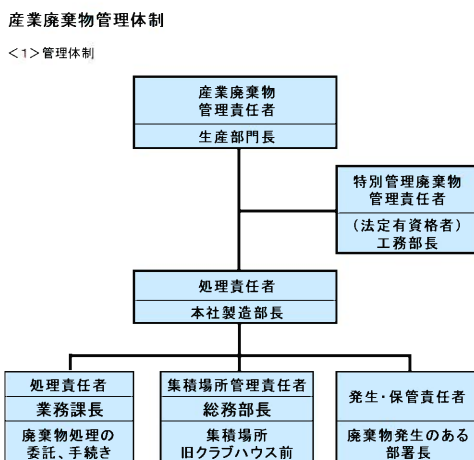 産業廃棄物管理体制
＜1＞管理体制
産業廃棄物
管理責任者
生産部門長
特別管理廃棄物
管理責任者
（法定有資格者）
工務部長
処理責任者
本社製造部長
処理責任者
業務課長
廃棄物処理の
委託、手続き
集積場所管理責任者
総務部長
集積場所
旧クラブハウス前
発生・保管責任者
廃棄物発生のある
部署長